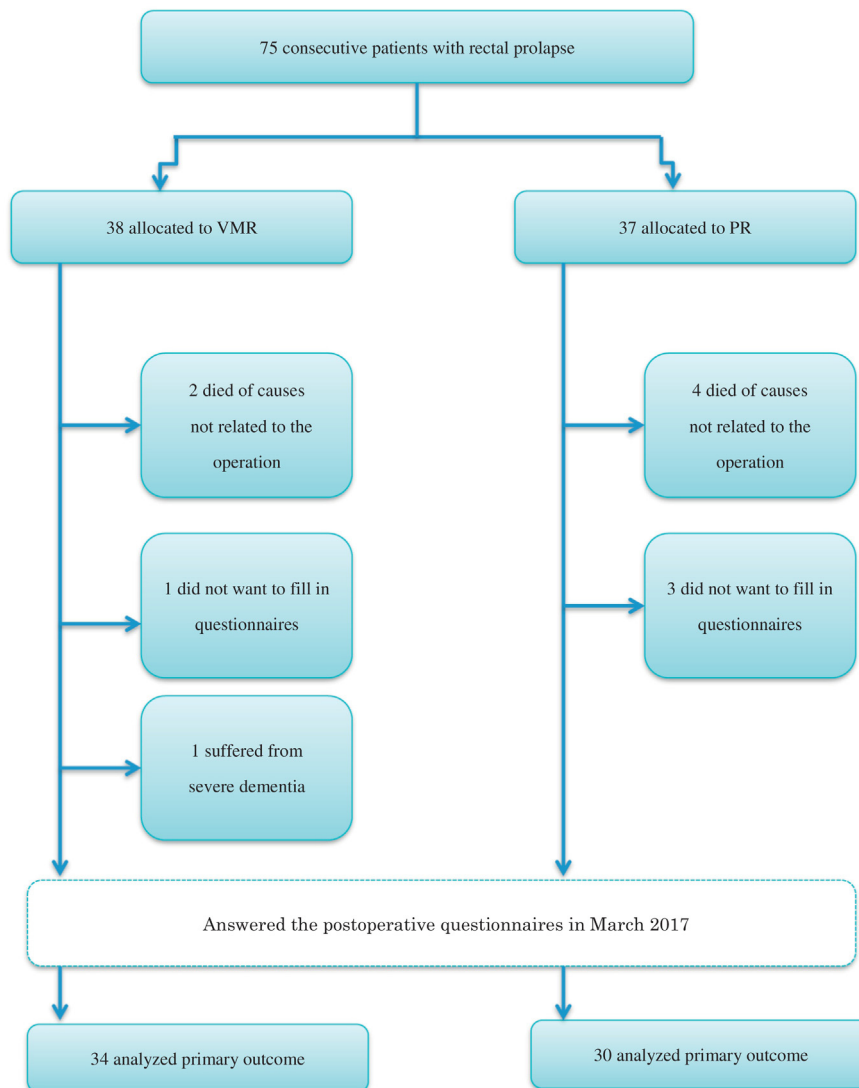 75 consecutive patients with rectal prolapse
38 allocated to VMR
37 allocated to PR
2 died of causes
not related to the
operation
4 died of causes
not related to the
operation
1 did not want to fill in
questionnaires
3 did not want to fill in
questionnaires
1 suffered from
severe dementia
Answered the postoperative questionnaires in March 2017
34 analyzed primary outcome
30 analyzed primary outcome